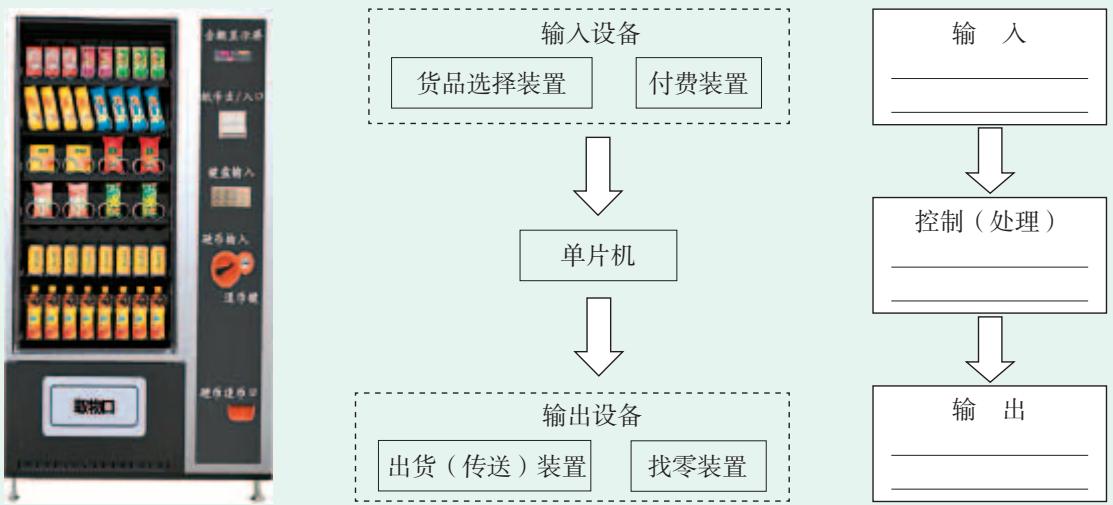 金额显示屏
纸币出/入口
键盘输入
硬币输入
退币键
硬币退币口
取物口
输入设备
货品选择装置
付费装置
单片机
输出设备
出货（传送）装置
找零装置
输 入
控制（处理）
输 出